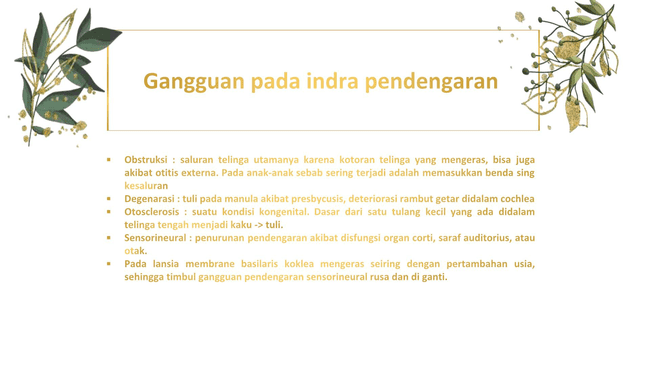 Gangguan pada indra pendengaran
▪ Obstruksi : saluran telinga utamanya karena kotoran telinga yang mengeras, bisa juga
akibat otitis externa. Pada anak-anak sebab sering terjadi adalah memasukkan benda sing
kesaluran
▪ Degenarasi : tuli pada manula akibat presbycusis, deteriorasi rambut getar didalam cochlea
▪ Otosclerosis : suatu kondisi kongenital. Dasar dari satu tulang kecil yang ada didalam
telinga tengah menjadi kaku -> tuli.
▪ Sensorineural : penurunan pendengaran akibat disfungsi organ corti, saraf auditorius, atau
otak.
▪ Pada lansia membrane basilaris koklea mengeras seiring dengan pertambahan usia,
sehingga timbul gangguan pendengaran sensorineural rusa dan di ganti.